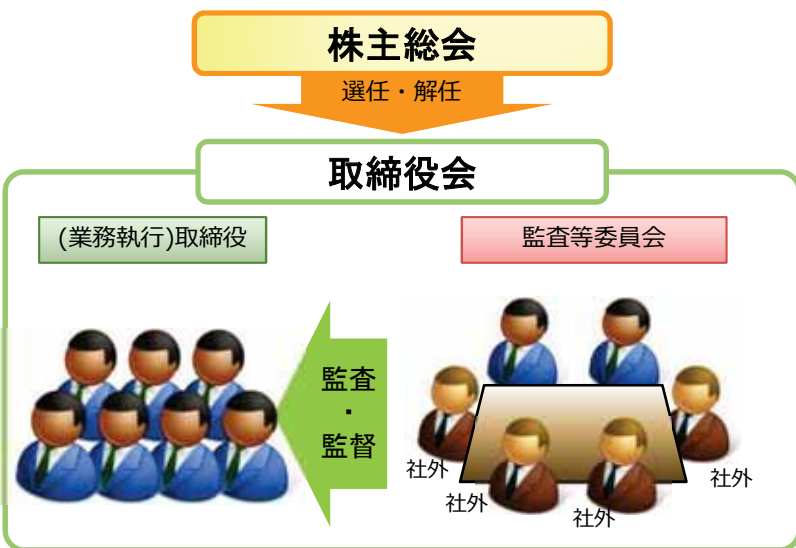 株主総会
選任・解任
取締役会
(業務執行)取締役
監査等委員会
監査
・
監督
社外
社外
社外
社外